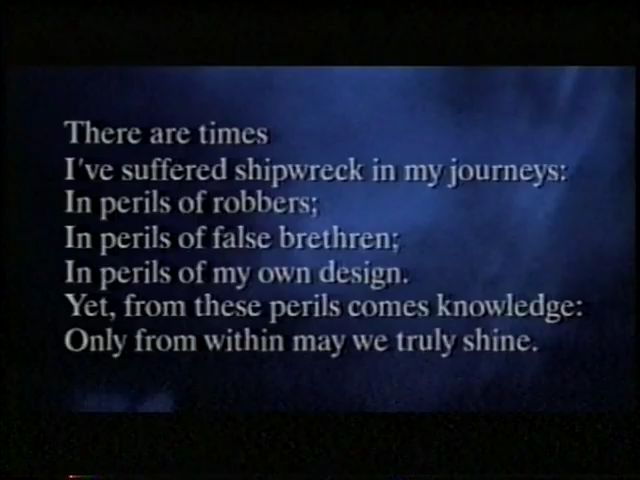 There are times
I've suffered shipwreck in my journeys:
In perils of robbers;
In perils of false brethren;
In perils of my own design.
Yet, from these perils comes knowledge:
Only from within may we truly shine.